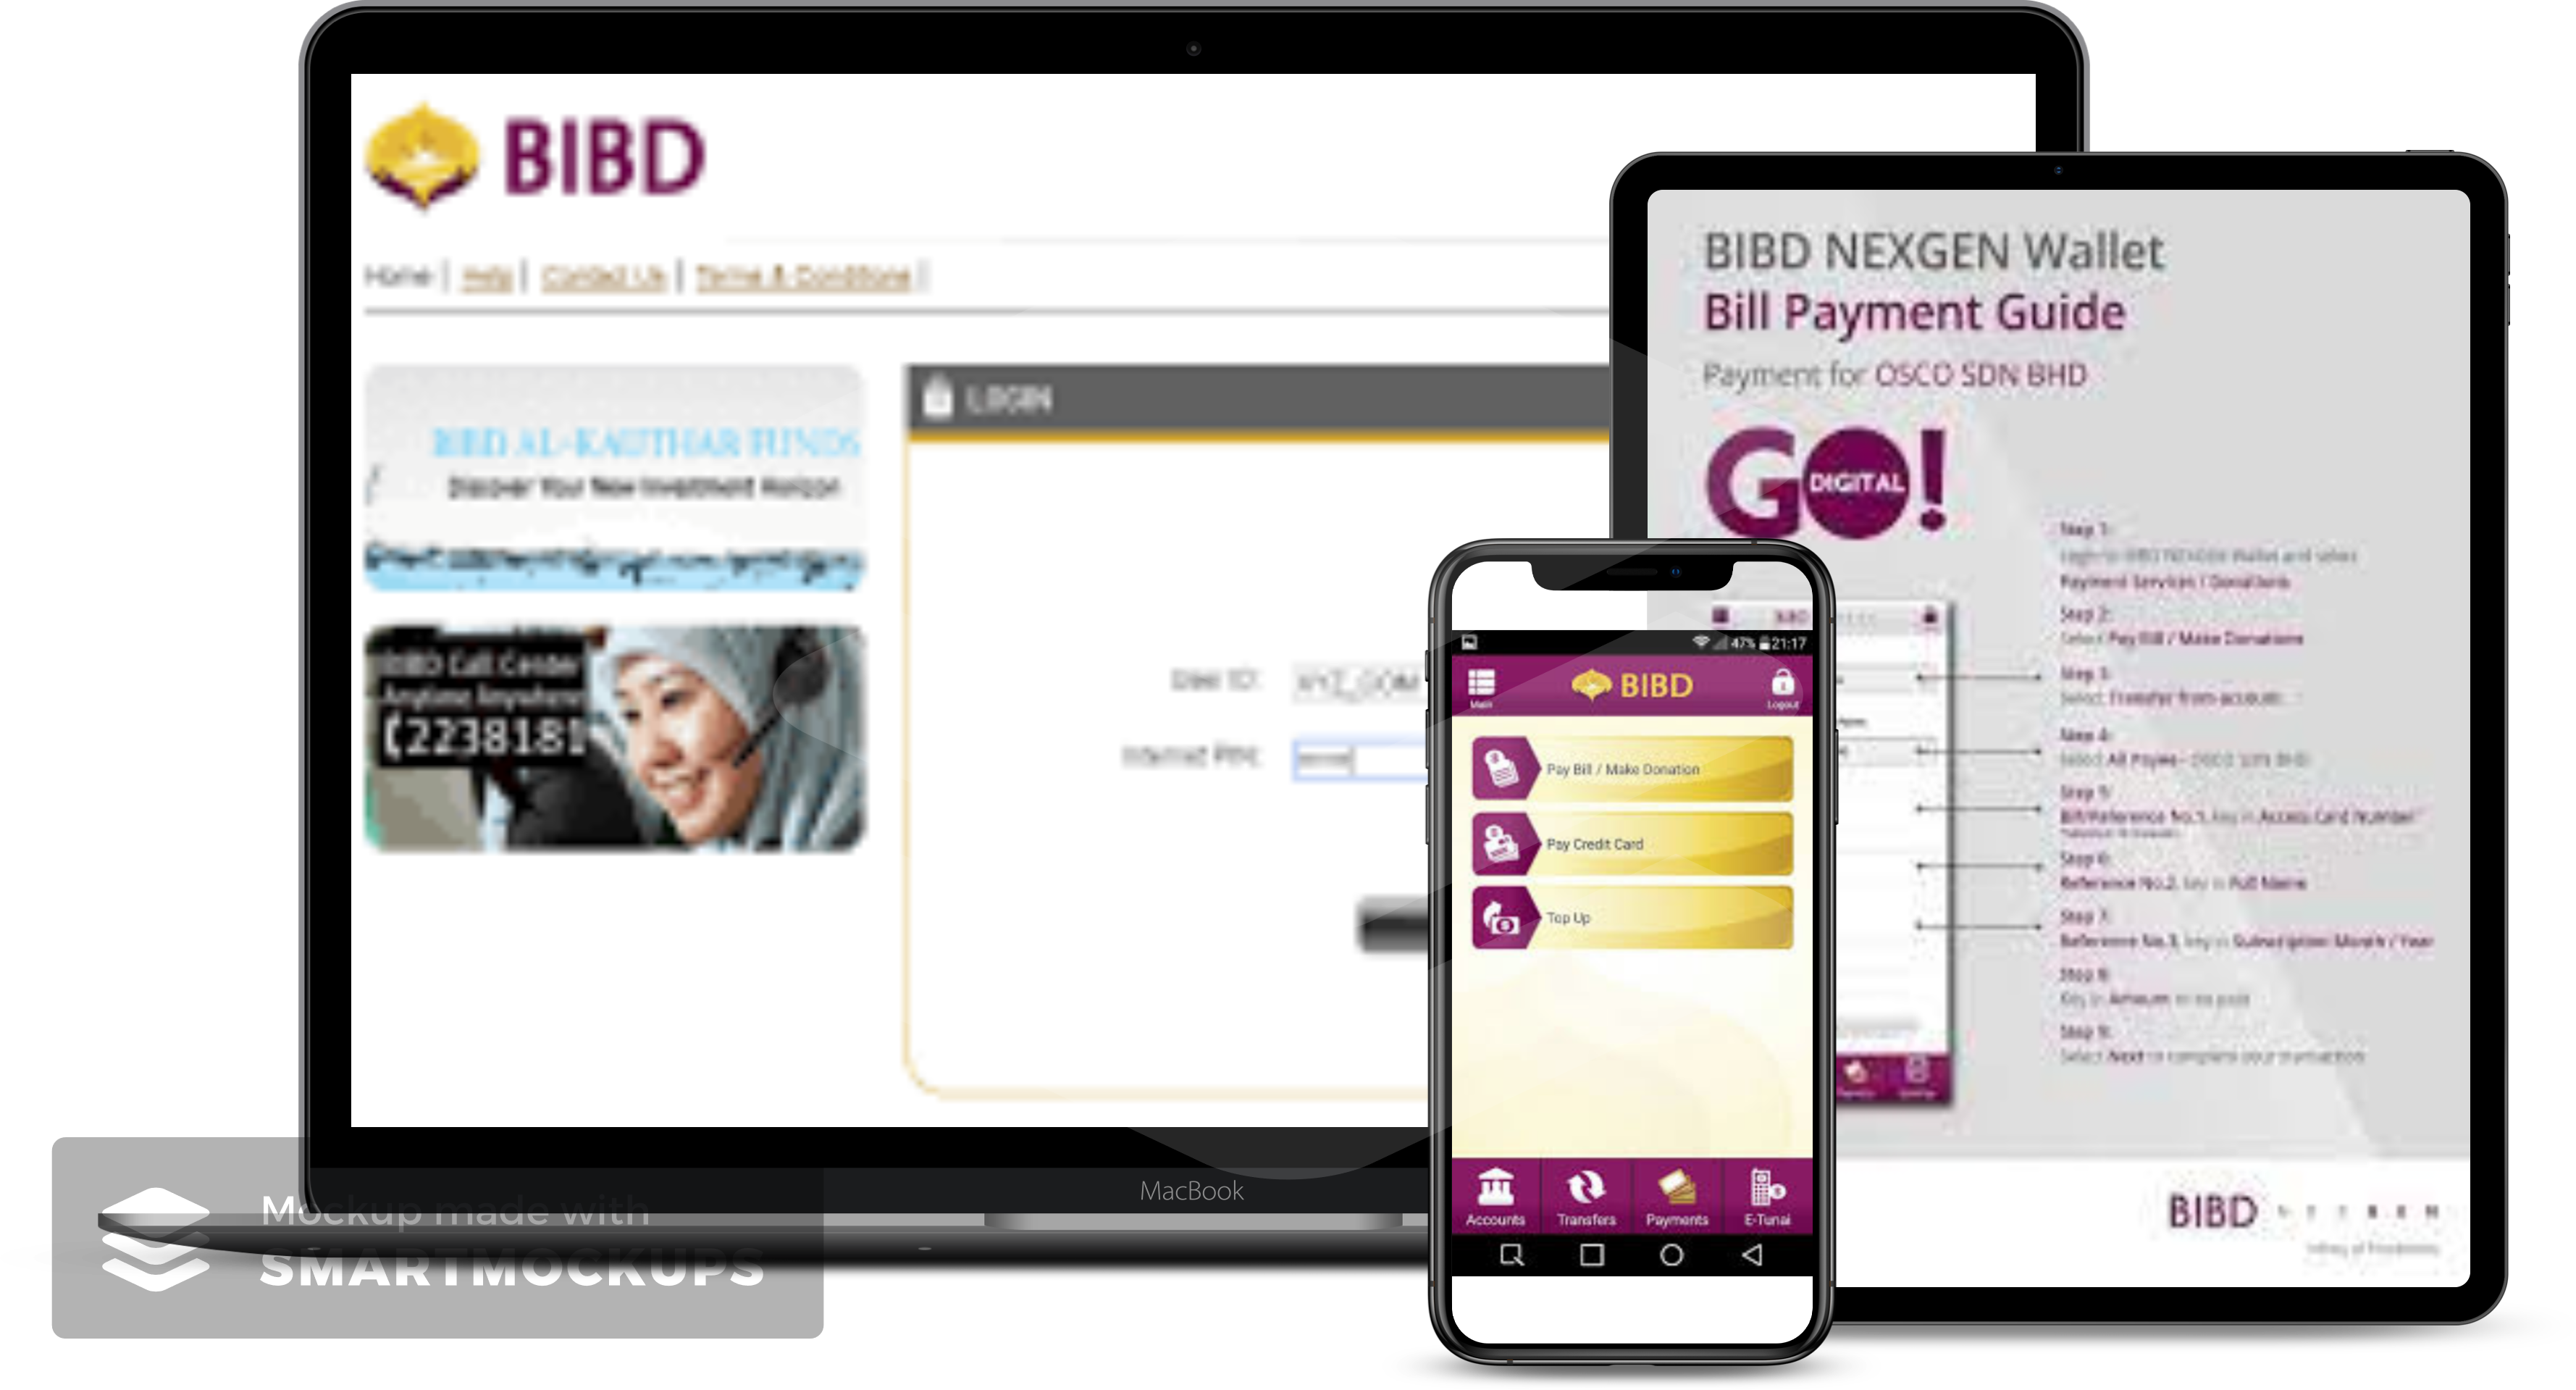 BIBD
Home | Help | Contact Us | Terms & Conditions |
BIBD AL-KAUTHAR FUNDS
Discover Your New Investment Horizon
BIBD Call Center
Anytime Anywhere
(2238181
LOGIN
User ID:
Internet PIN:
MacBook
BIBD NEXGEN Wallet
Bill Payment Guide
Payment for OSCO SDN BHD
GO!
DIGITAL
Step 1:
Login to BIBD NEXGEN Wallet and select
Payment Services / Donations
Step 2:
Select Pay Bill / Make Donations
Step 3:
Select Transfer from account
Step 4:
Select All Payee - OSCO SDN BHD
Step 5:
Bill/Reference No.1, key in Access Card Number
Step 6:
Reference No.2, key in Full Name
Step 7:
Reference No.3, key in Subscription Month / Year
Step 8:
Key in Amount to be paid
Step 9:
Select Next to complete your transaction
BIBD NEXGEN
47% 21:17
Main
BIBD
Logout
Pay Bill / Make Donation
Pay Credit Card
Top Up
Accounts
Transfers
Payments
E-Tunai
Mockup made with
SMARTMOCKUPS